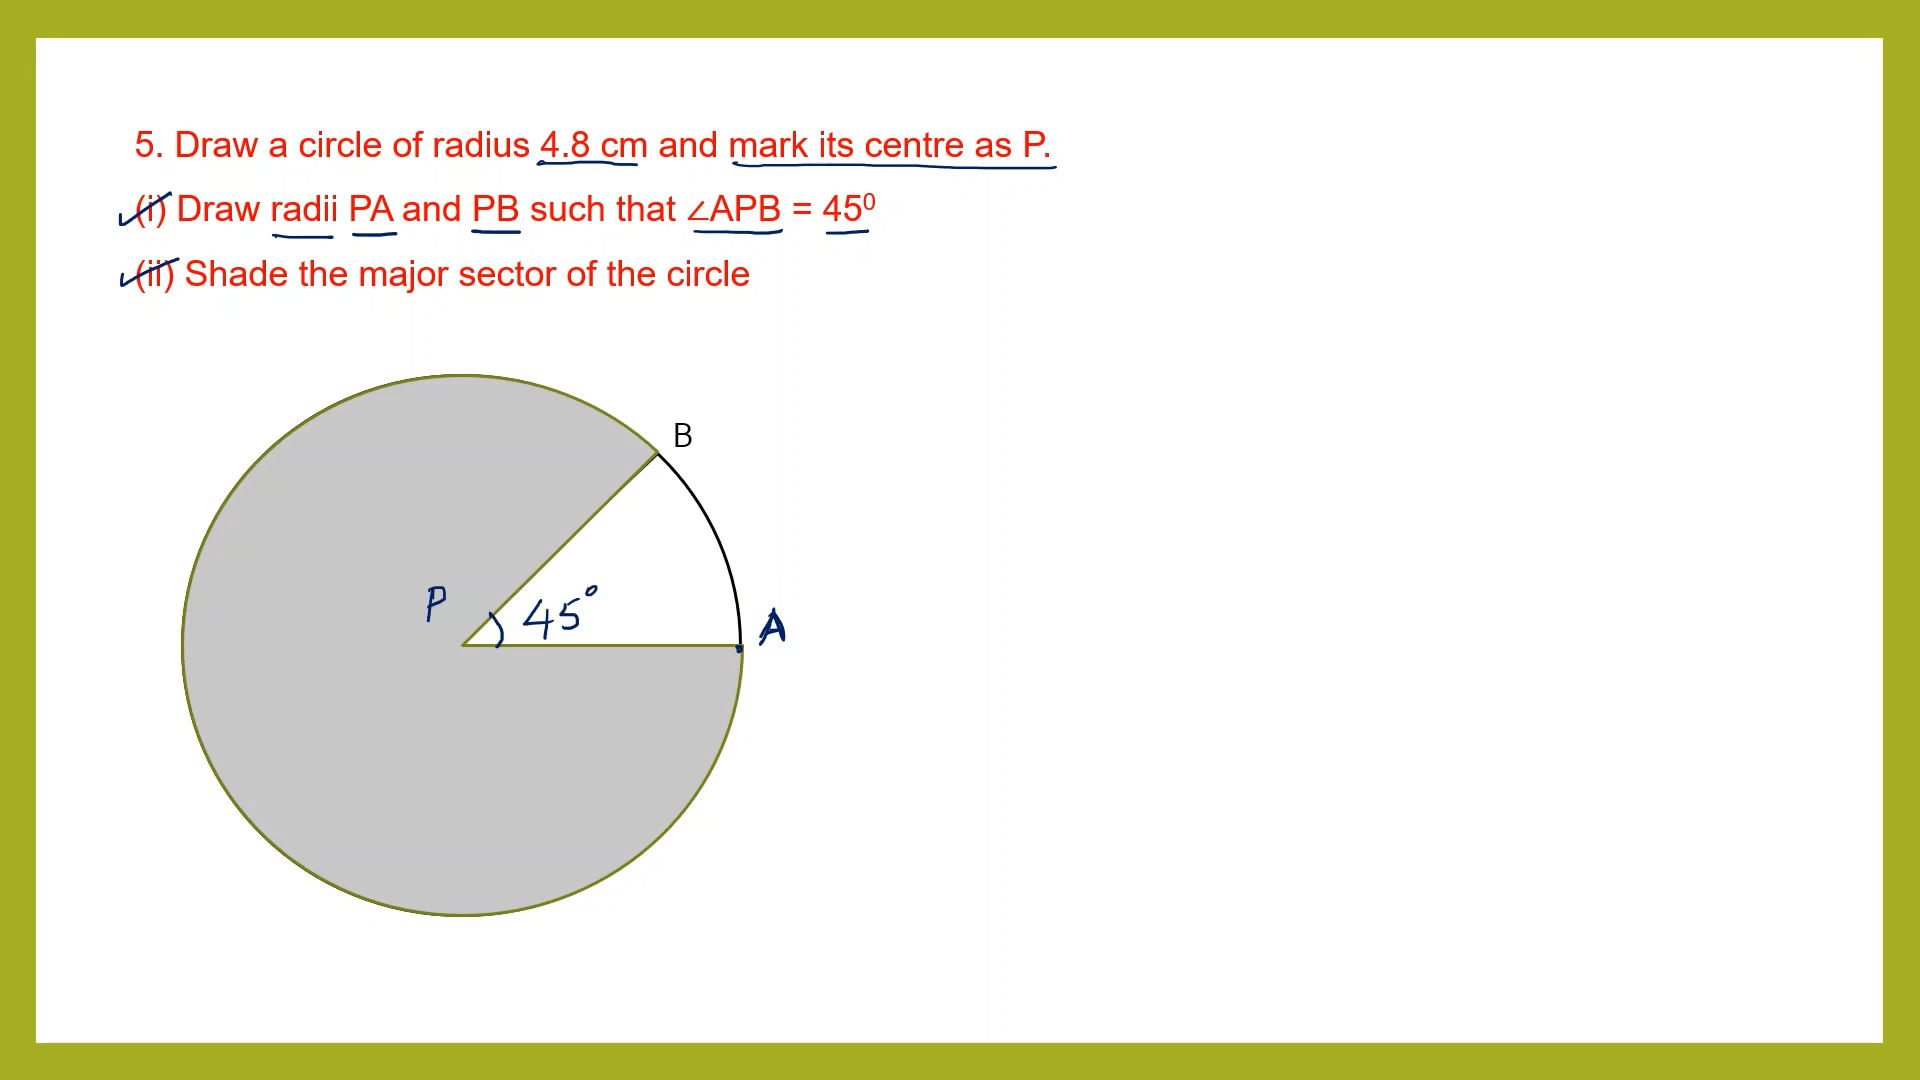 5. Draw a circle of radius 4.8 cm and mark its centre as P.
(i) Draw radii PA and PB such that ∠APB = 45⁰
(ii) Shade the major sector of the circle
B
P
45°
A